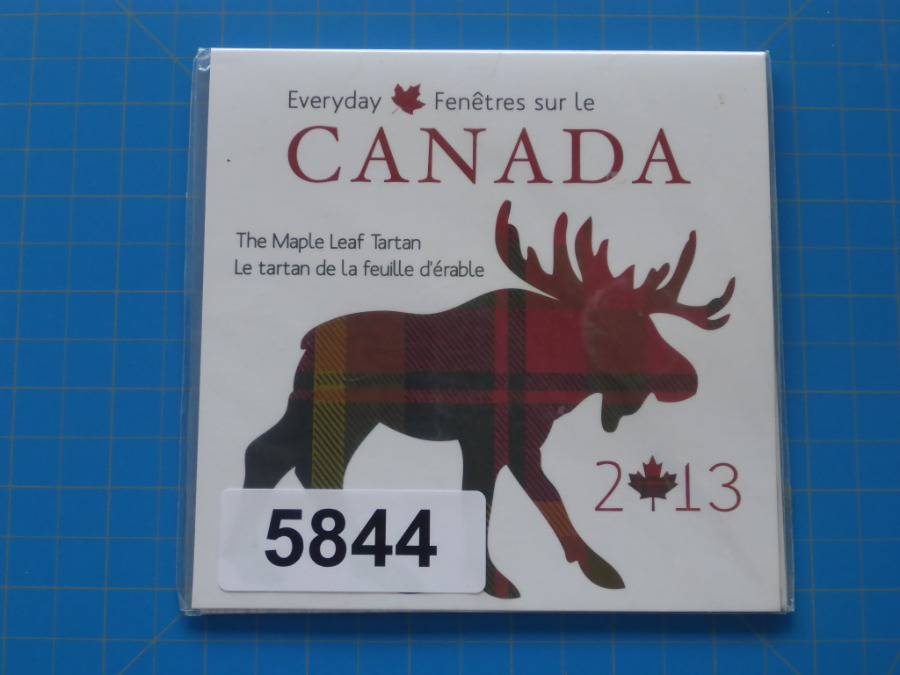 Everyday Fenêtres sur le
CANADA
The Maple Leaf Tartan
Le tartan de la feuille d'érable
2013
5844